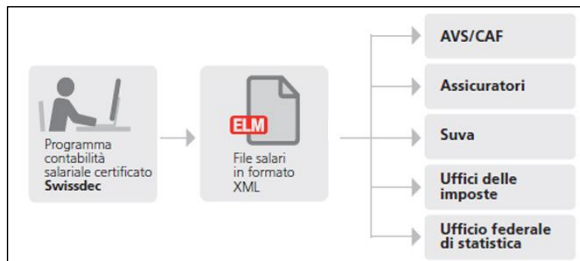 Programma
contabilità
salariale certificato
Swissdec
ELM
File salari
in formato
XML
AVS/CAF
Assicuratori
Suva
Uffici delle
imposte
Ufficio federale
di statistica